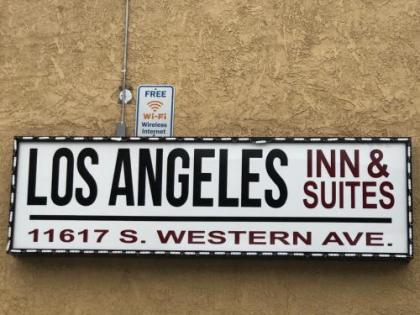 FREE
Wi-Fi
Wireless
Internet
LOS ANGELES INN &
SUITES
11617 S. WESTERN AVE.